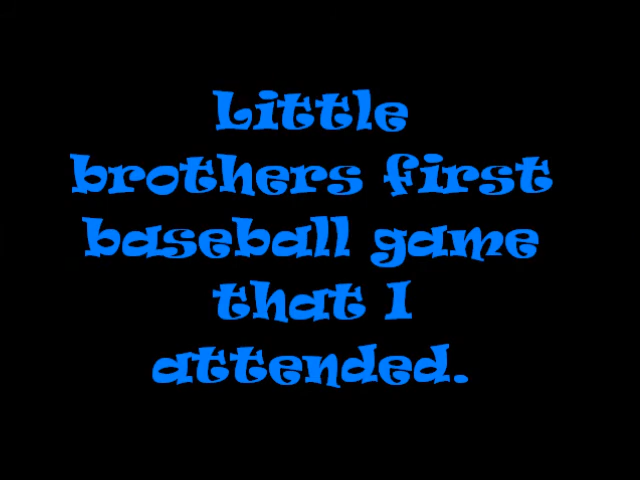 Little
brothers first
baseball game
that I
attended.